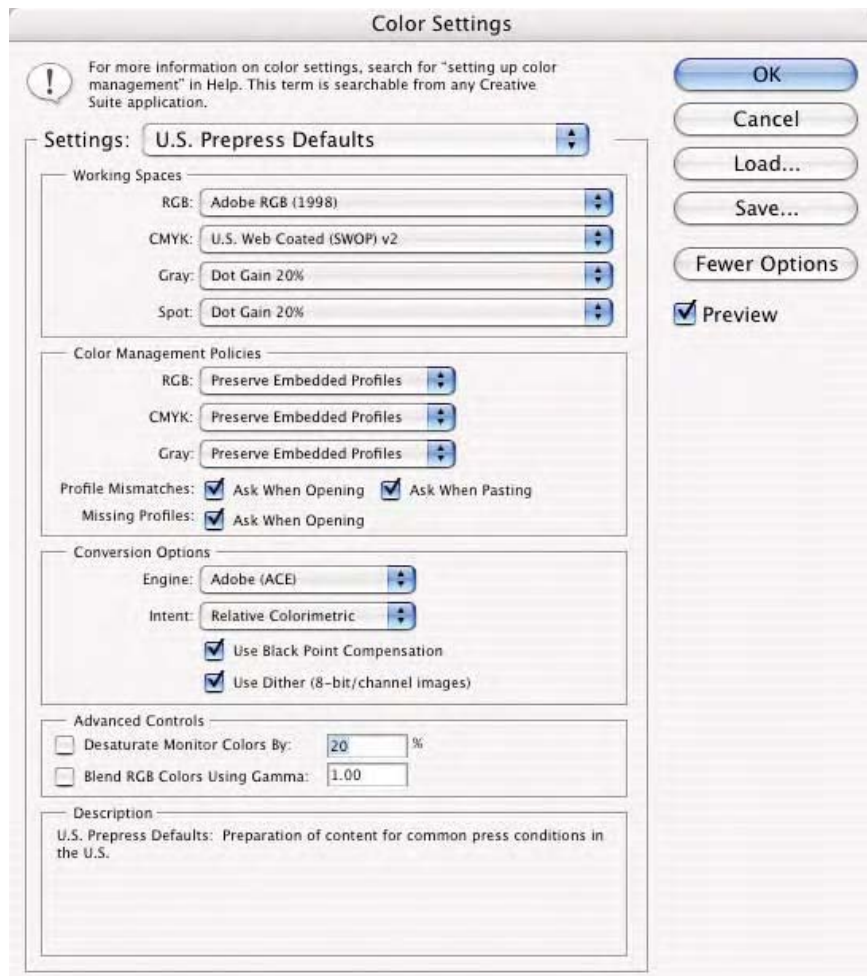 Color Settings
For more information on color settings, search for "setting up color
management" in Help. This term is searchable from any Creative
Suite application.
Settings: U.S. Prepress Defaults
Working Spaces
RGB: Adobe RGB (1998)
CMYK: U.S. Web Coated (SWOP) v2
Gray: Dot Gain 20%
Spot: Dot Gain 20%
Color Management Policies
RGB: Preserve Embedded Profiles
CMYK: Preserve Embedded Profiles
Gray: Preserve Embedded Profiles
Profile Mismatches: Ask When Opening Ask When Pasting
Missing Profiles: Ask When Opening
Conversion Options
Engine: Adobe (ACE)
Intent: Relative Colorimetric
Use Black Point Compensation
Use Dither (8-bit/channel images)
Advanced Controls
Desaturate Monitor Colors By: 20 %
Blend RGB Colors Using Gamma: 1.00
Description
U.S. Prepress Defaults: Preparation of content for common press conditions in
the U.S.
OK
Cancel
Load...
Save...
Fewer Options
Preview